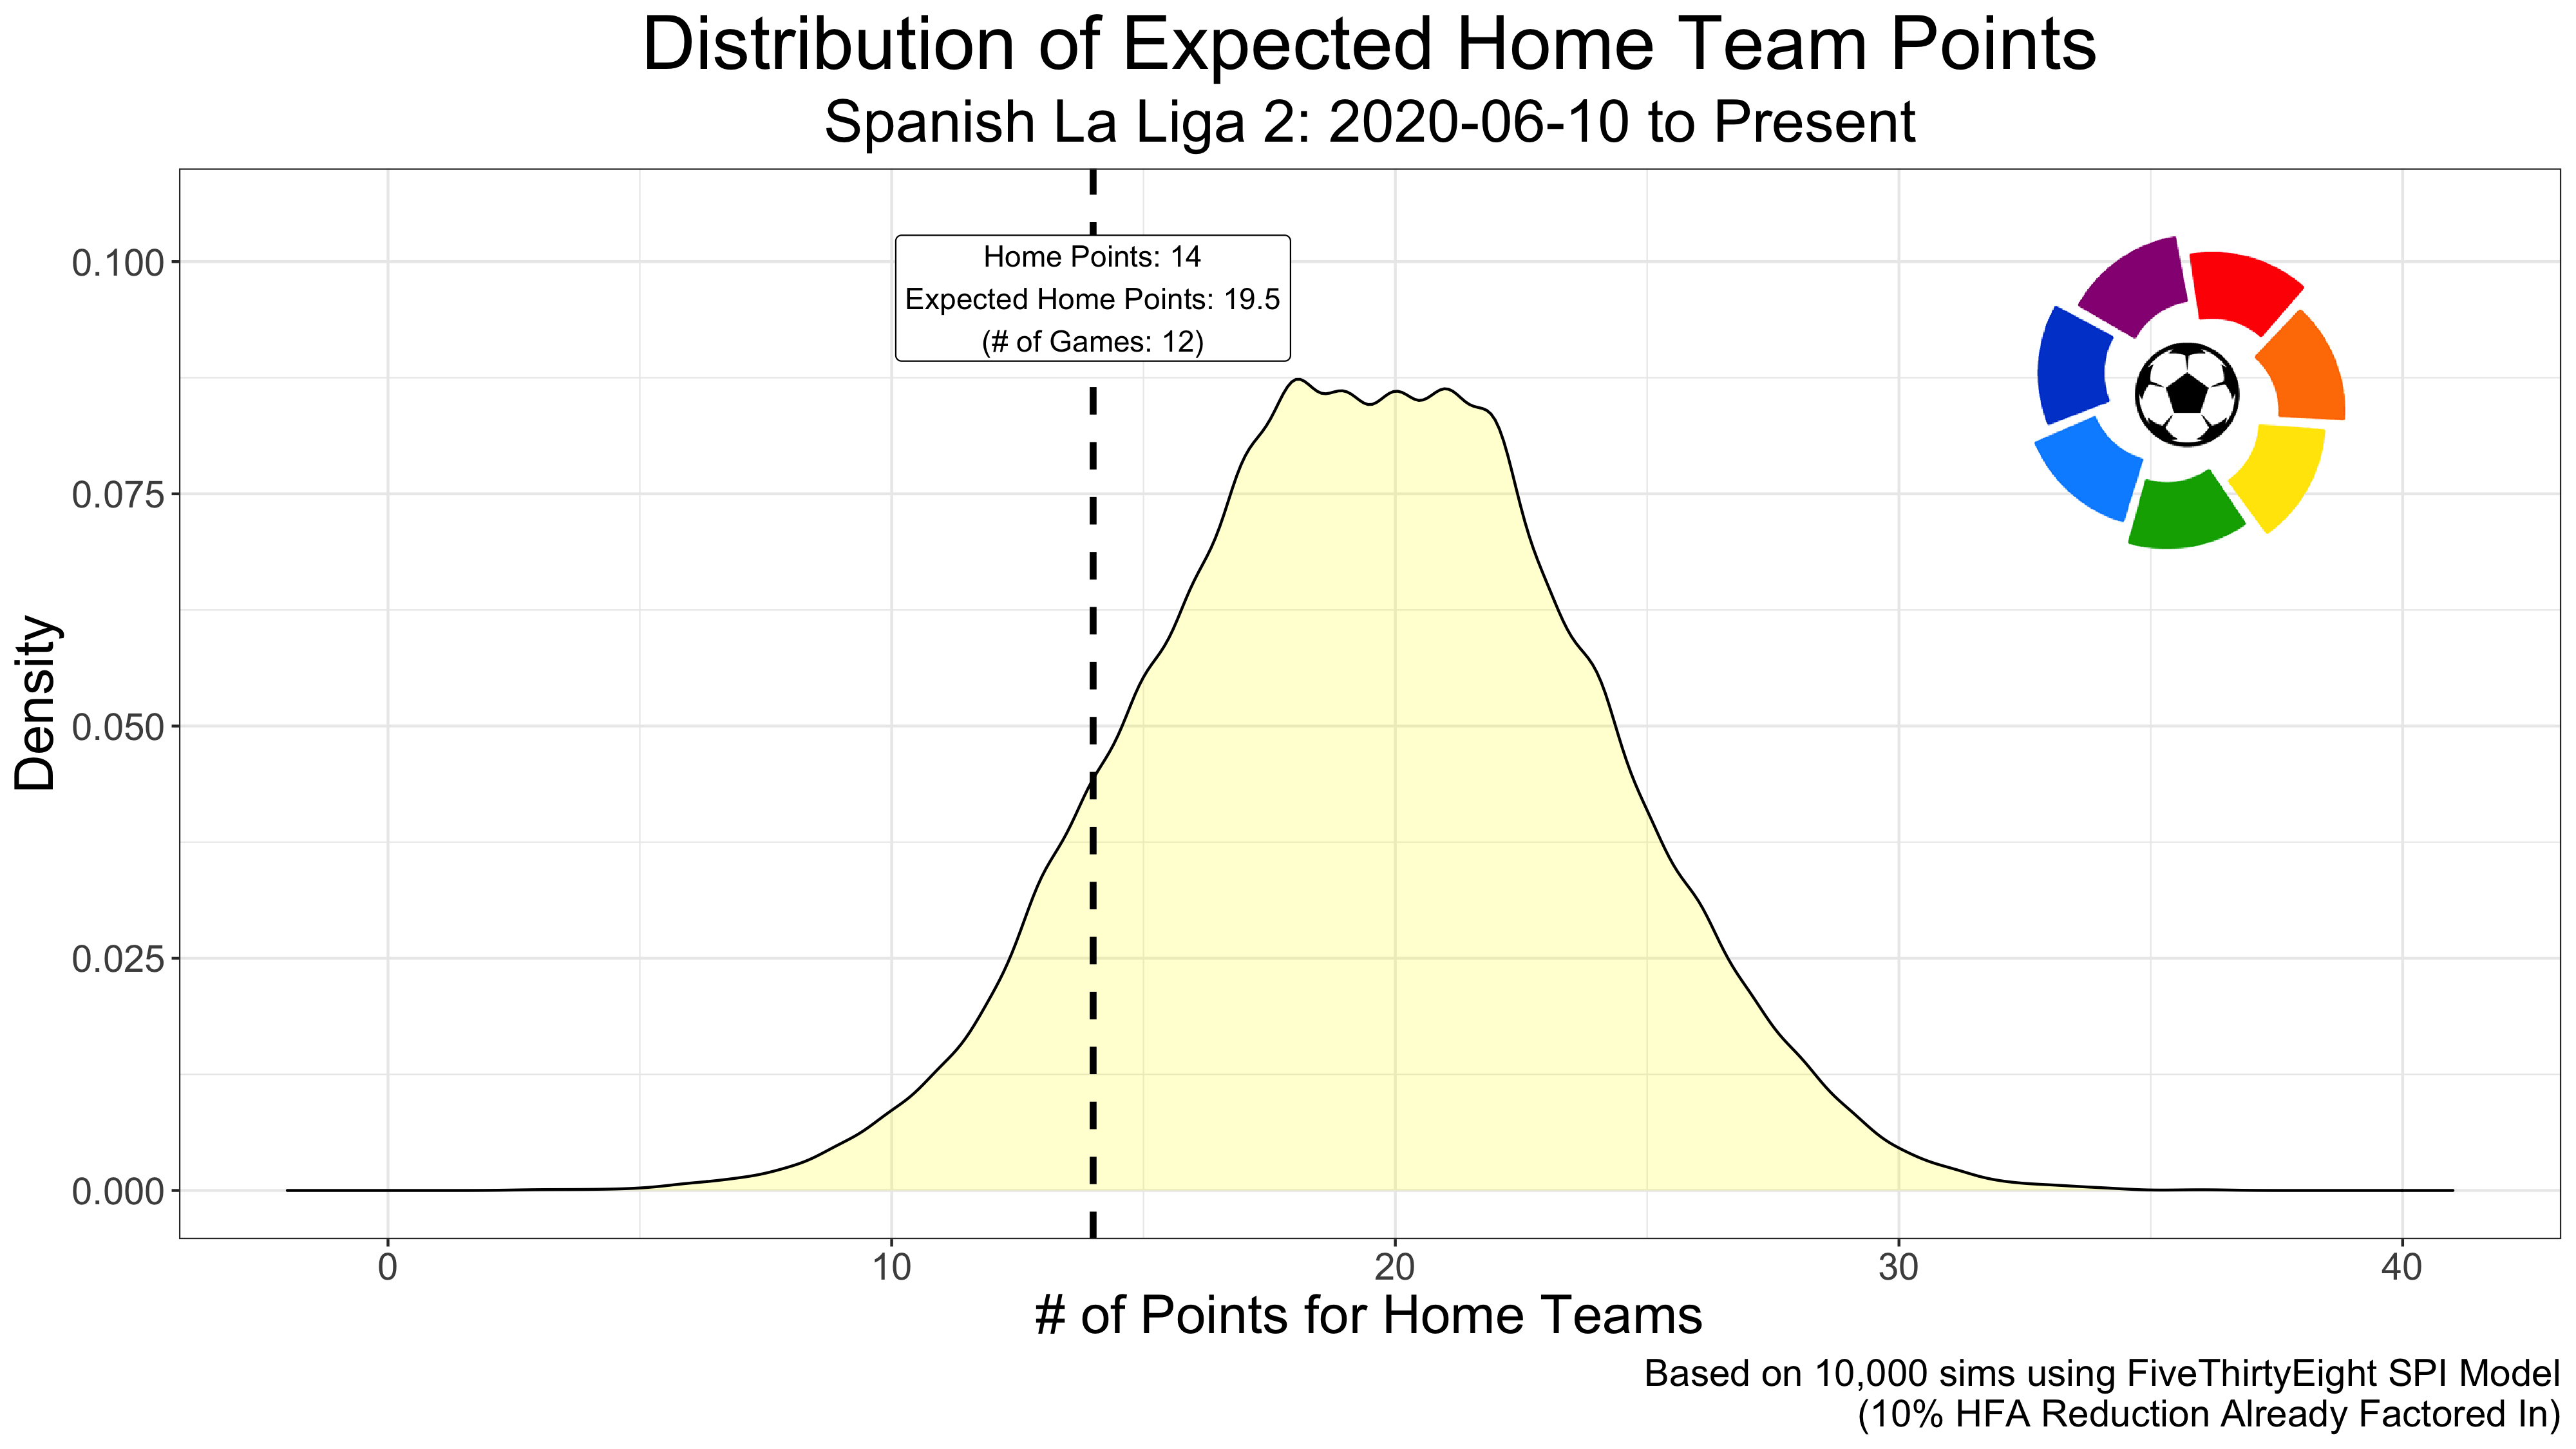 Distribution of Expected Home Team Points
Spanish La Liga 2: 2020-06-10 to Present
Home Points: 14
Expected Home Points: 19.5
(# of Games: 12)
0.100
0.075
0.050
0.025
0.000
Density
0 10 20 30 40
# of Points for Home Teams
Based on 10,000 sims using FiveThirtyEight SPI Model
(10% HFA Reduction Already Factored In)